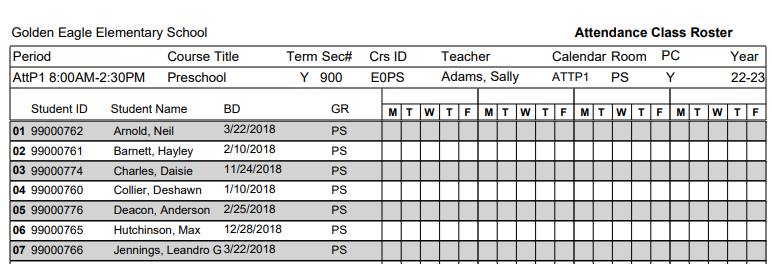 Golden Eagle Elementary School Attendance Class Roster
Period Course Title Term Sec# Crs ID Teacher Calendar Room PC Year
AttP1 8:00AM-2:30PM Preschool Y 900 E0PS Adams, Sally ATTP1 PS Y 22-23
Student ID Student Name BD GR M T W T F M T W T F M T W T F M T W T F
01 99000762 Arnold, Neil 3/22/2018 PS
02 99000761 Barnett, Hayley 2/10/2018 PS
03 99000774 Charles, Daisie 11/24/2018 PS
04 99000760 Collier, Deshawn 1/10/2018 PS
05 99000776 Deacon, Anderson 2/25/2018 PS
06 99000765 Hutchinson, Max 12/28/2018 PS
07 99000766 Jennings, Leandro G 3/22/2018 PS